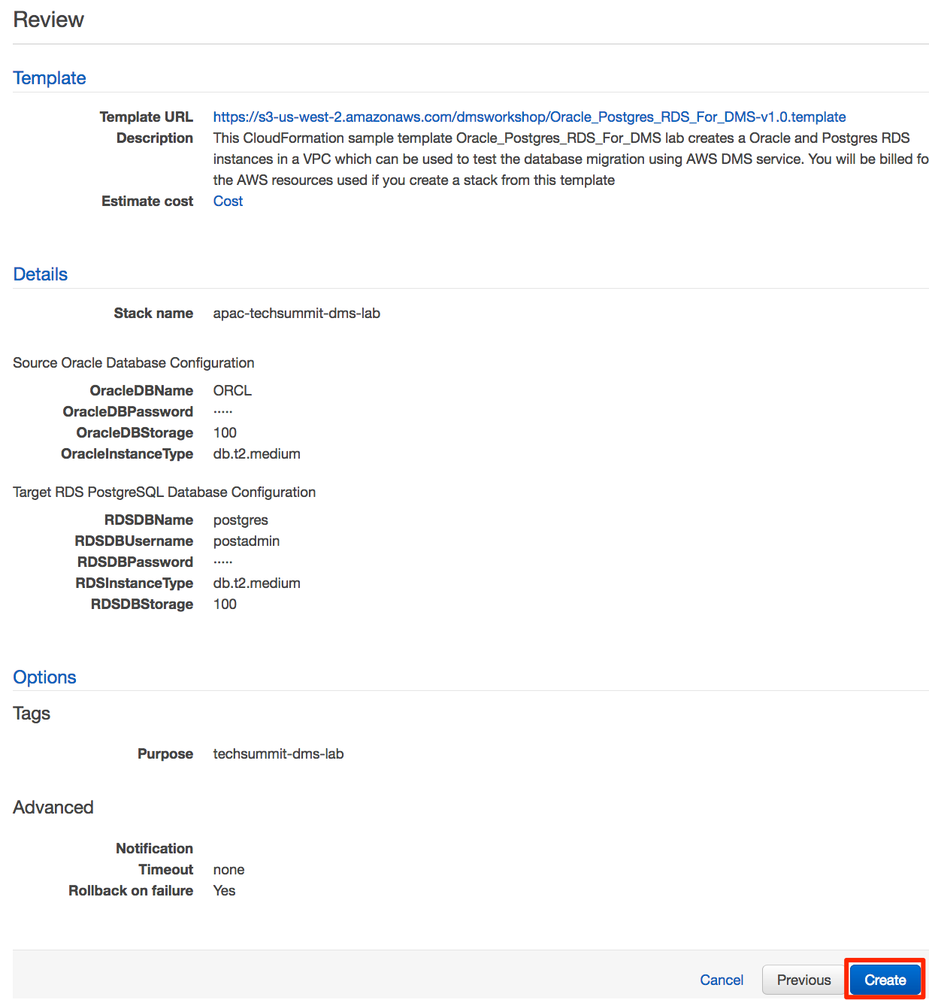 Review
Template
Template URL https://s3-us-west-2.amazonaws.com/dmsworkshop/Oracle_Postgres_RDS_For_DMS-v1.0.template
Description This CloudFormation sample template Oracle_Postgres_RDS_For_DMS lab creates a Oracle and Postgres RDS
instances in a VPC which can be used to test the database migration using AWS DMS service. You will be billed fo
the AWS resources used if you create a stack from this template
Estimate cost Cost
Details
Stack name apac-techsummit-dms-lab
Source Oracle Database Configuration
OracleDBName ORCL
OracleDBPassword ·····
OracleDBStorage 100
OracleInstanceType db.t2.medium
Target RDS PostgreSQL Database Configuration
RDSDBName postgres
RDSDBUsername postadmin
RDSDBPassword ·····
RDSInstanceType db.t2.medium
RDSDBStorage 100
Options
Tags
Purpose techsummit-dms-lab
Advanced
Notification
Timeout none
Rollback on failure Yes
Cancel Previous Create